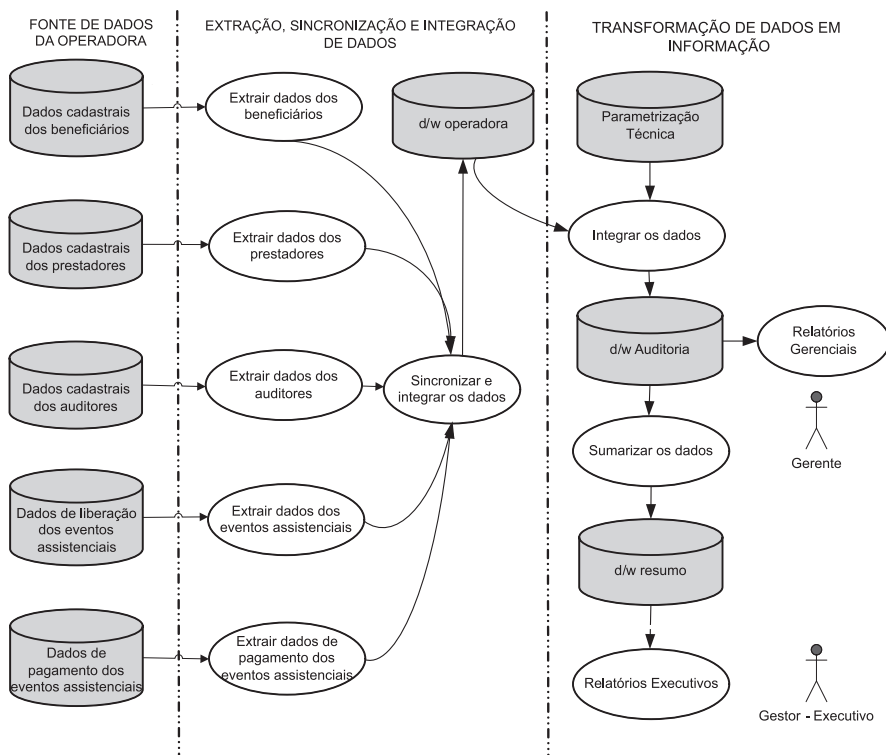 FONTE DE DADOS
DA OPERADORA
EXTRAÇÃO, SINCRONIZAÇÃO E INTEGRAÇÃO
DE DADOS
TRANSFORMAÇÃO DE DADOS EM
INFORMAÇÃO
Dados cadastrais
dos beneficiários
Extrair dados dos
beneficiários
d/w operadora
Parametrização
Técnica
Dados cadastrais
dos prestadores
Extrair dados dos
prestadores
Integrar os dados
Dados cadastrais
dos auditores
Extrair dados dos
auditores
Sincronizar e
integrar os dados
d/w Auditoria
Relatórios
Gerenciais
Gerente
Sumarizar os dados
Dados de liberação
dos eventos
assistenciais
Extrair dados dos
eventos assistenciais
d/w resumo
Dados de
pagamento dos
eventos assistenciais
Extrair dados de
pagamento dos
eventos assistenciais
Relatórios Executivos
Gestor - Executivo